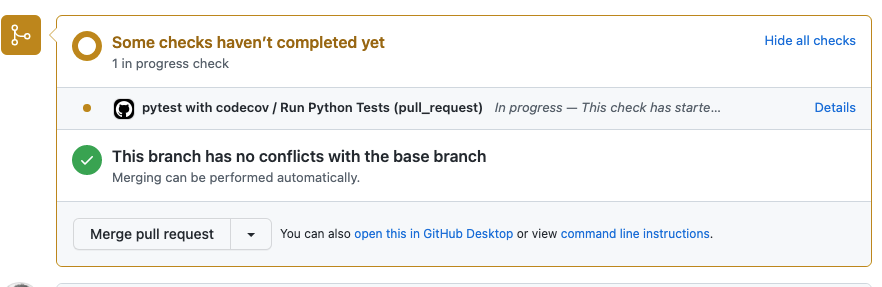 Some checks haven’t completed yet
Hide all checks
1 in progress check
pytest with codecov / Run Python Tests (pull_request) In progress — This check has starte…
Details
This branch has no conflicts with the base branch
Merging can be performed automatically.
Merge pull request
You can also open this in GitHub Desktop or view command line instructions.